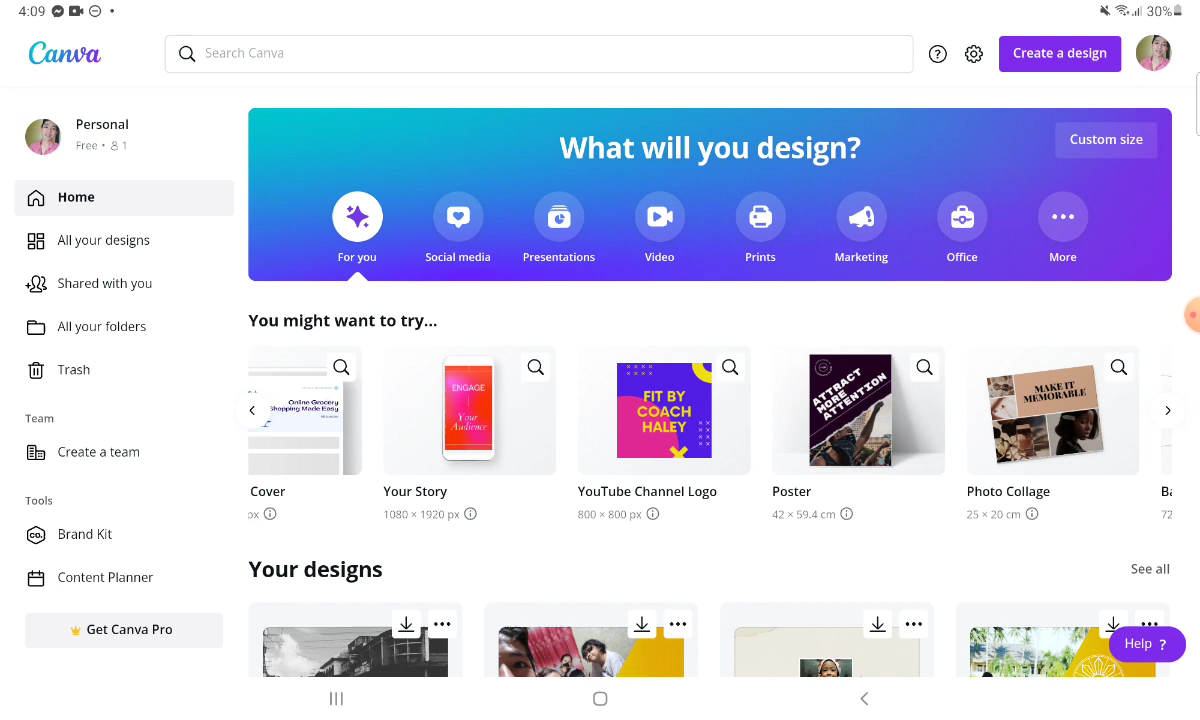 4:09
30%
Canva
Search Canva
?
Create a design
Personal
Free • 1
Home
All your designs
Shared with you
All your folders
Trash
Team
Create a team
Tools
CO.
Brand Kit
Content Planner
Get Canva Pro
What will you design?
Custom size
For you
Social media
Presentations
Video
Prints
Marketing
Office
More
You might want to try...
Online Grocery
Shopping Made Easy
ENGAGE
Your
Audience
FIT BY
COACH
HALEY
ATTRACT
MORE
ATTENTION
MAKE IT
MEMORABLE
Cover
Your Story
YouTube Channel Logo
Poster
Photo Collage
Ba
px
1080 × 1920 px
800 × 800 px
42 × 59.4 cm
25 × 20 cm
72
Your designs
See all
Help ?